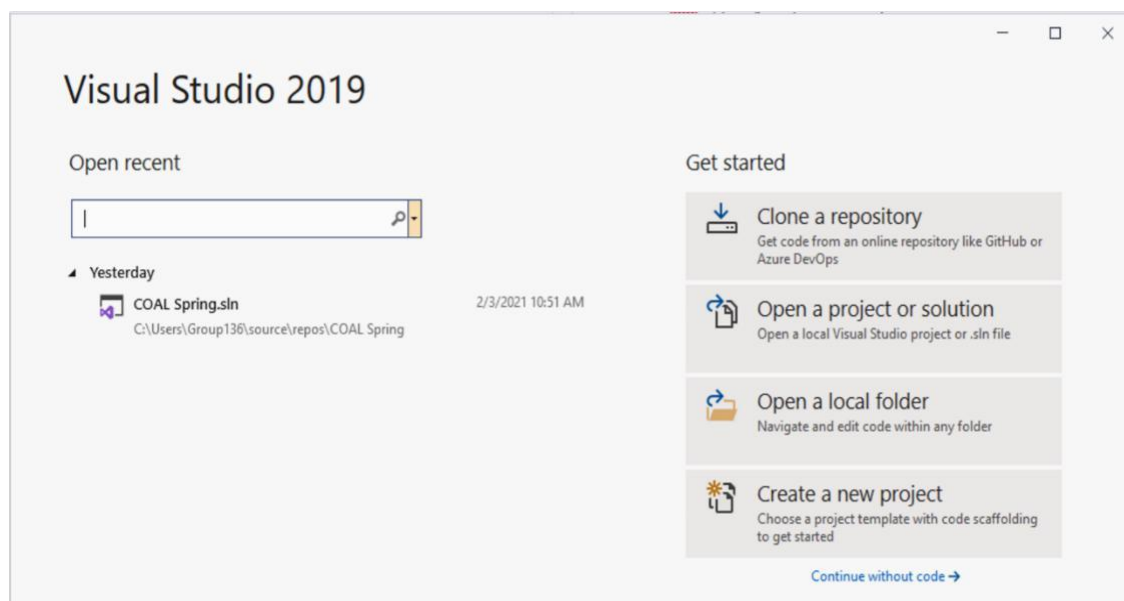 Visual Studio 2019
Open recent
Yesterday
COAL Spring.sln
2/3/2021 10:51 AM
C:\Users\Group136\source\repos\COAL Spring
Get started
Clone a repository
Get code from an online repository like GitHub or
Azure DevOps
Open a project or solution
Open a local Visual Studio project or .sln file
Open a local folder
Navigate and edit code within any folder
Create a new project
Choose a project template with code scaffolding
to get started
Continue without code